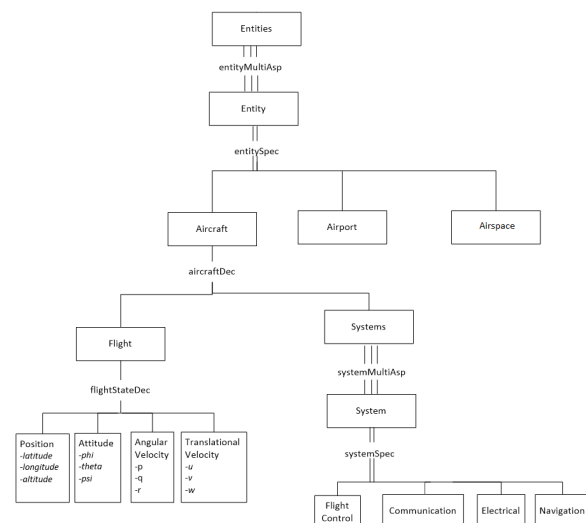 Entities
entityMultiAsp
Entity
entitySpec
Aircraft
Airport
Airspace
aircraftDec
Flight
Systems
flightStateDec
systemMultiAsp
System
systemSpec
Position
-latitude
-longitude
-altitude
Attitude
-phi
-theta
-psi
Angular
Velocity
-p
-q
-r
Translational
Velocity
-u
-v
-w
Flight
Control
Communication
Electrical
Navigation